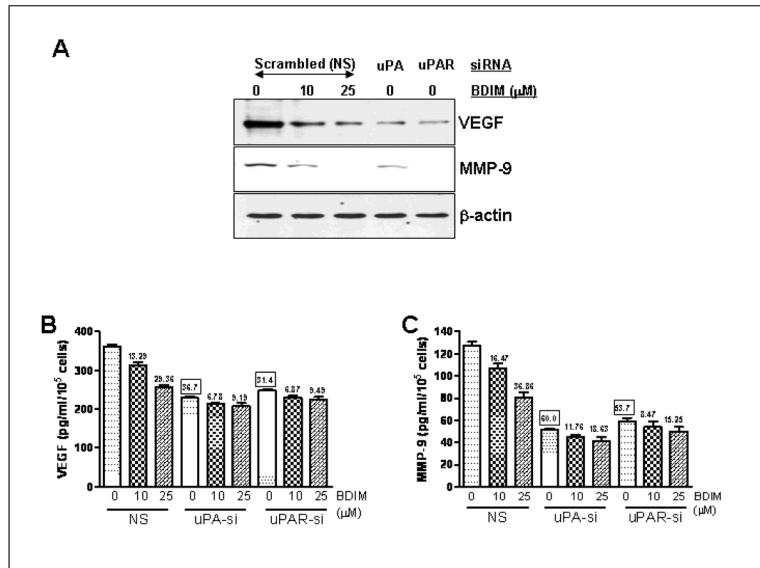 A
Scrambled (NS) uPA uPAR siRNA
0 10 25 0 0 BDIM (μM)
VEGF
MMP-9
β-actin
B
VEGF (pg/ml/10⁵ cells)
400
300
200
100
0
13.29
29.36
36.7
6.78
9.19
31.4
6.87
9.49
0 10 25 0 10 25 0 10 25 BDIM
NS uPA-si uPAR-si (μM)
C
MMP-9 (pg/ml/10⁵ cells)
140
120
100
80
60
40
20
0
16.47
36.86
60.0
11.76
18.63
53.7
8.47
15.25
0 10 25 0 10 25 0 10 25 BDIM
NS uPA-si uPAR-si (μM)